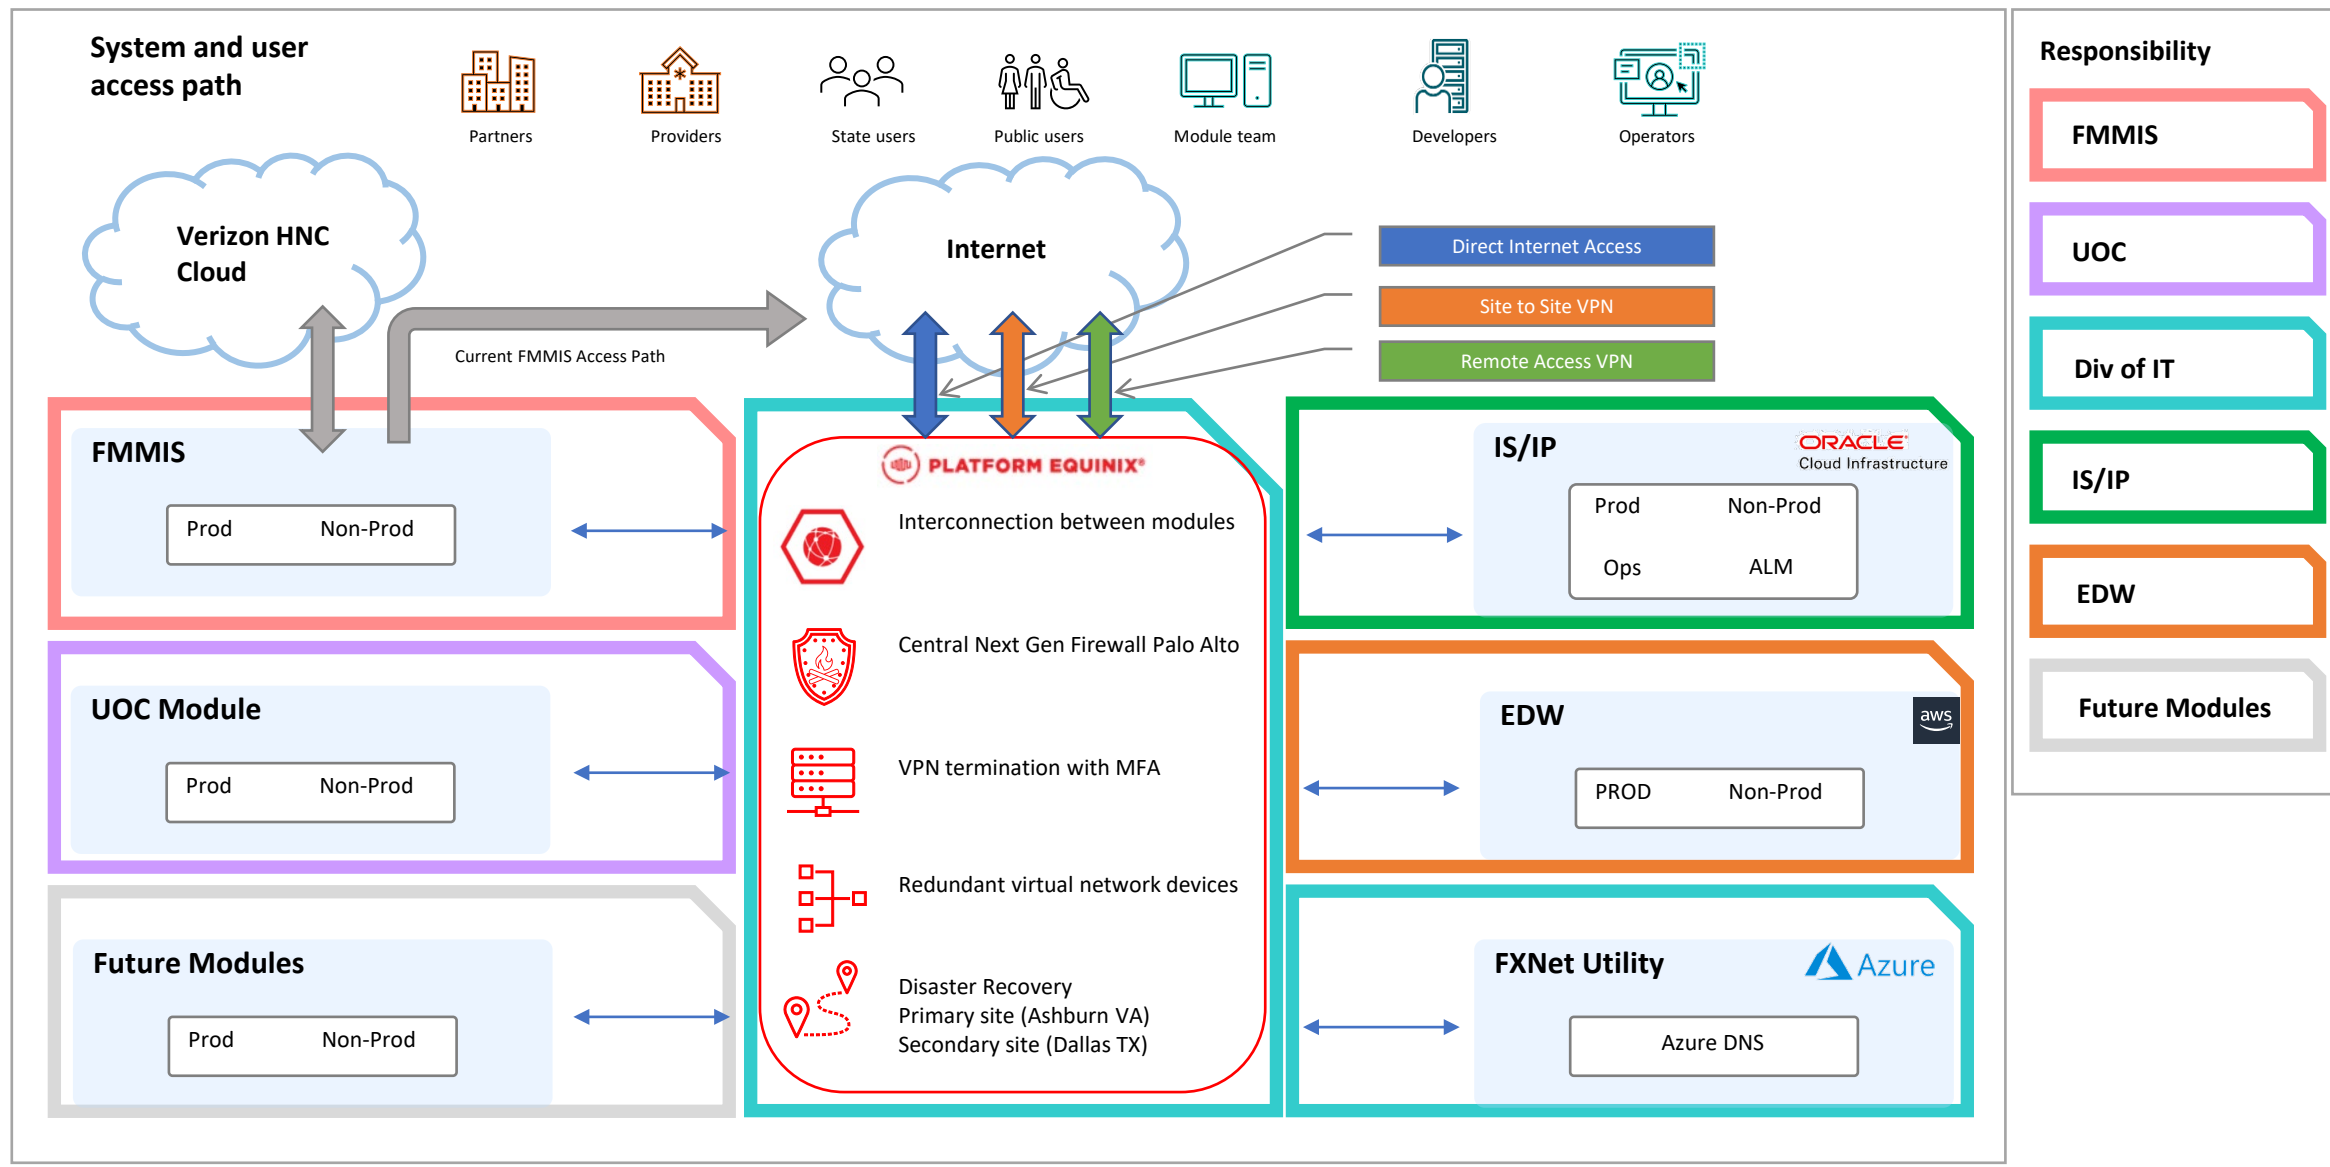 System and user
access path
Partners
Providers
State users
Public users
Module team
Developers
Operators
Verizon HNC
Cloud
Internet
Direct Internet Access
Site to Site VPN
Remote Access VPN
Current FMMIS Access Path
FMMIS
Prod Non-Prod
UOC Module
Prod Non-Prod
Future Modules
Prod Non-Prod
PLATFORM EQUINIX®
Interconnection between modules
Central Next Gen Firewall Palo Alto
VPN termination with MFA
Redundant virtual network devices
Disaster Recovery
Primary site (Ashburn VA)
Secondary site (Dallas TX)
IS/IP
ORACLE
Cloud Infrastructure
Prod Non-Prod
Ops ALM
EDW
aws
PROD Non-Prod
FXNet Utility
Azure
Azure DNS
Responsibility
FMMIS
UOC
Div of IT
IS/IP
EDW
Future Modules